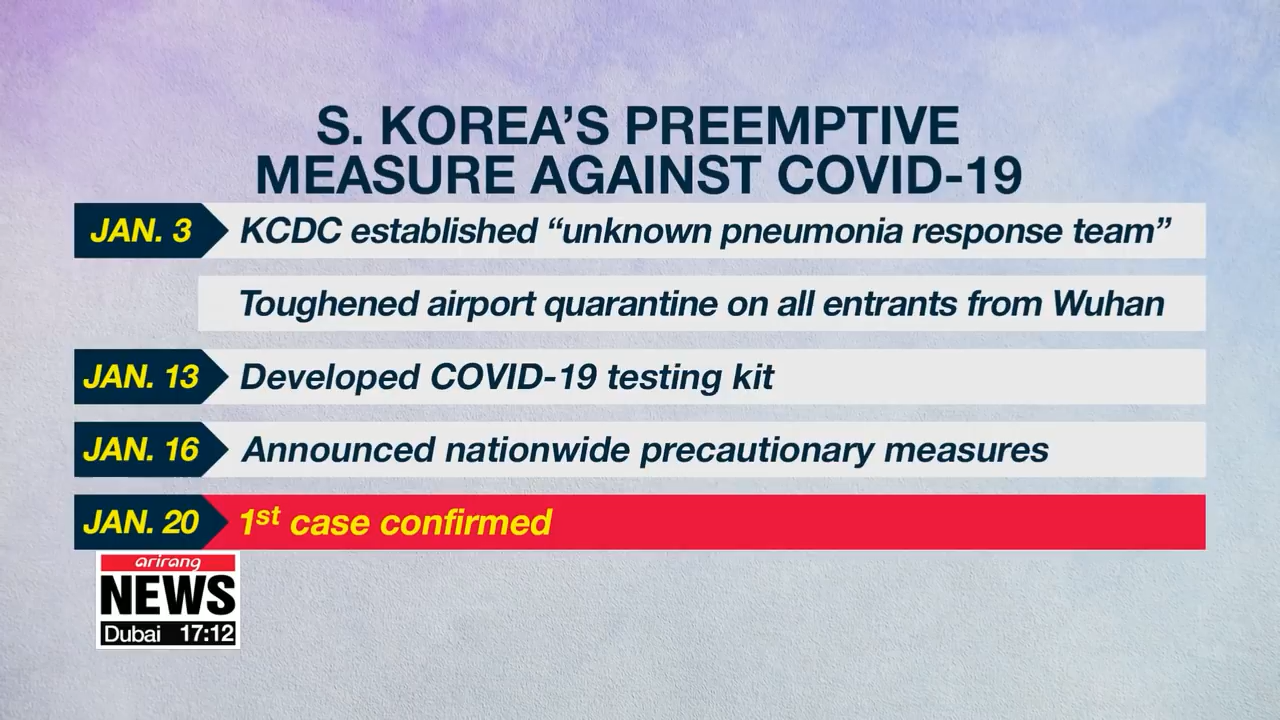 S. KOREA'S PREEMPTIVE
MEASURE AGAINST COVID-19
JAN. 3 KCDC established “unknown pneumonia response team”
Toughened airport quarantine on all entrants from Wuhan
JAN. 13 Developed COVID-19 testing kit
JAN. 16 Announced nationwide precautionary measures
JAN. 20 1st case confirmed
arirang
NEWS
Dubai 17:12